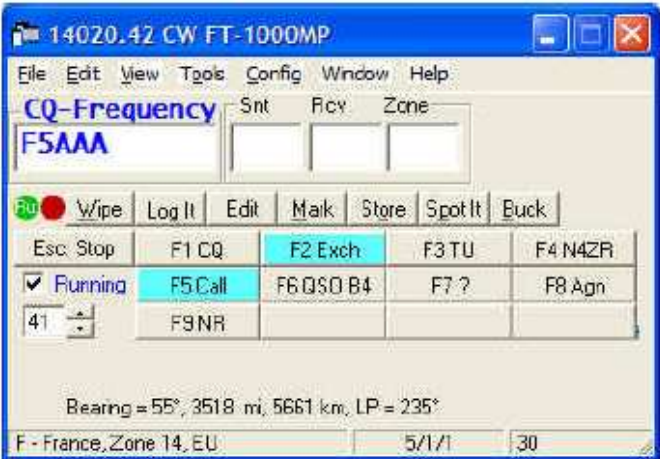 14020.42 CW FT-1000MP
File Edit View Tools Config Window Help
CQ-Frequency Snt Rcv Zone
F5AAA
Ru Wipe Log It Edit Mark Store Spot It Buck
Esc: Stop F1 CQ F2 Exch F3 TU F4 N4ZR
Running F5 Call F6 QSO B4 F7 ? F8 Agn
41 F9 NR
Bearing = 55°, 3518 mi, 5661 km, LP = 235°
F - France, Zone 14, EU 5/1/1 30